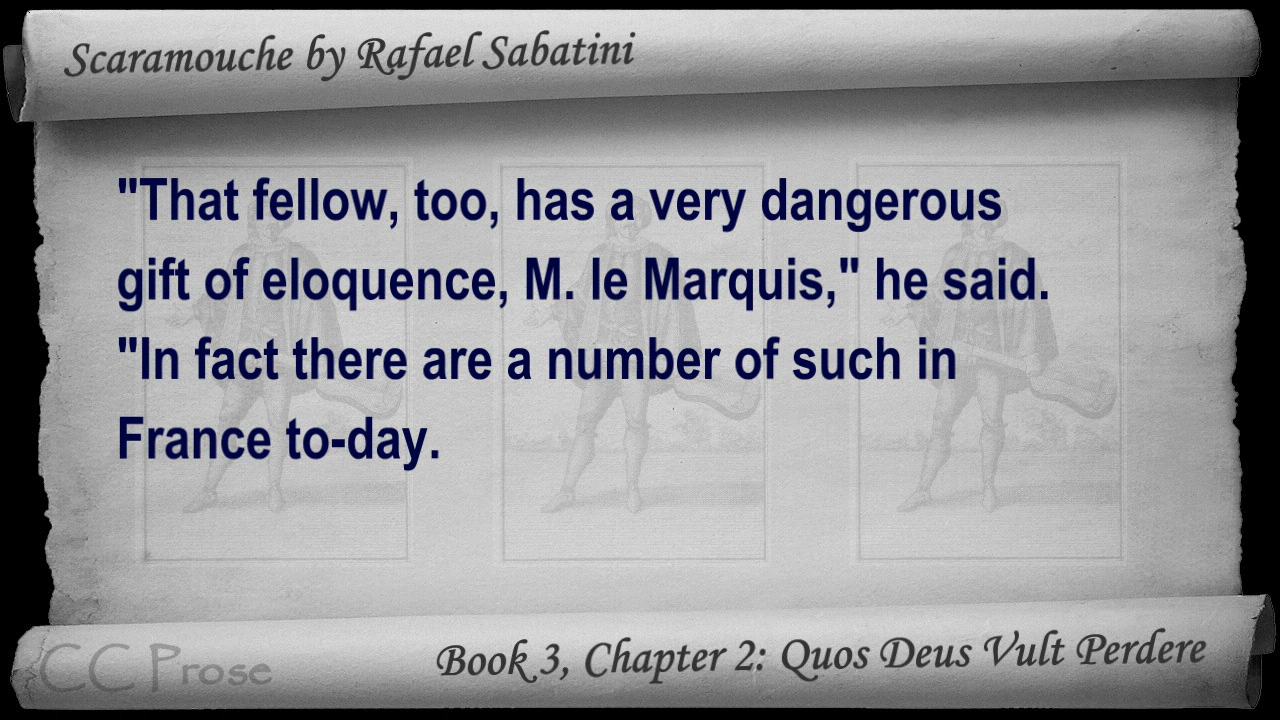 Scaramouche by Rafael Sabatini
"That fellow, too, has a very dangerous
gift of eloquence, M. le Marquis," he said.
"In fact there are a number of such in
France to-day.
CC Prose
Book 3, Chapter 2: Quos Deus Vult Perdere